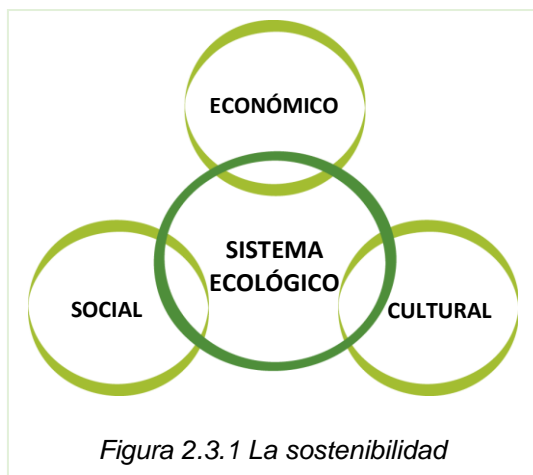 ECONÓMICO
SISTEMA
ECOLÓGICO
SOCIAL
CULTURAL
Figura 2.3.1 La sostenibilidad